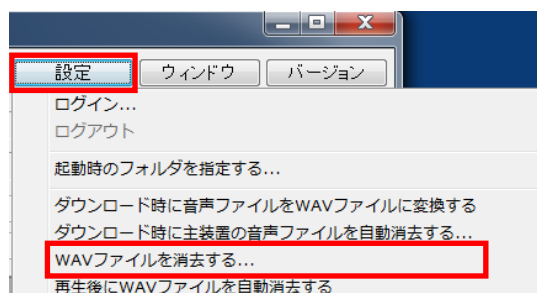 設定 ウィンドウ バージョン
ログイン...
ログアウト
起動時のフォルダを指定する...
ダウンロード時に音声ファイルをWAVファイルに変換する
ダウンロード時に主装置の音声ファイルを自動消去する...
WAVファイルを消去する...
再生後にWAVファイルを自動消去する